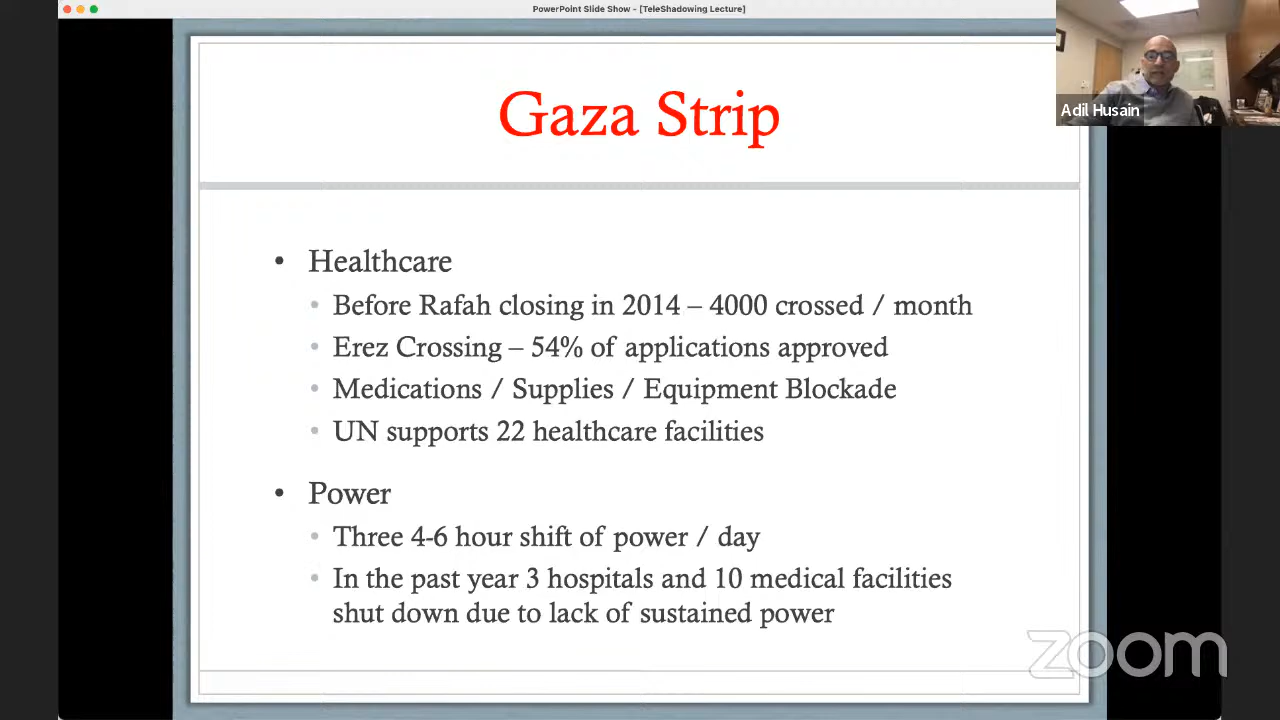 PowerPoint Slide Show - [TeleShadowing Lecture]
Adil Husain
Gaza Strip
• Healthcare
• Before Rafah closing in 2014 – 4000 crossed / month
• Erez Crossing – 54% of applications approved
• Medications / Supplies / Equipment Blockade
• UN supports 22 healthcare facilities
• Power
• Three 4-6 hour shift of power / day
• In the past year 3 hospitals and 10 medical facilities
shut down due to lack of sustained power
zoom